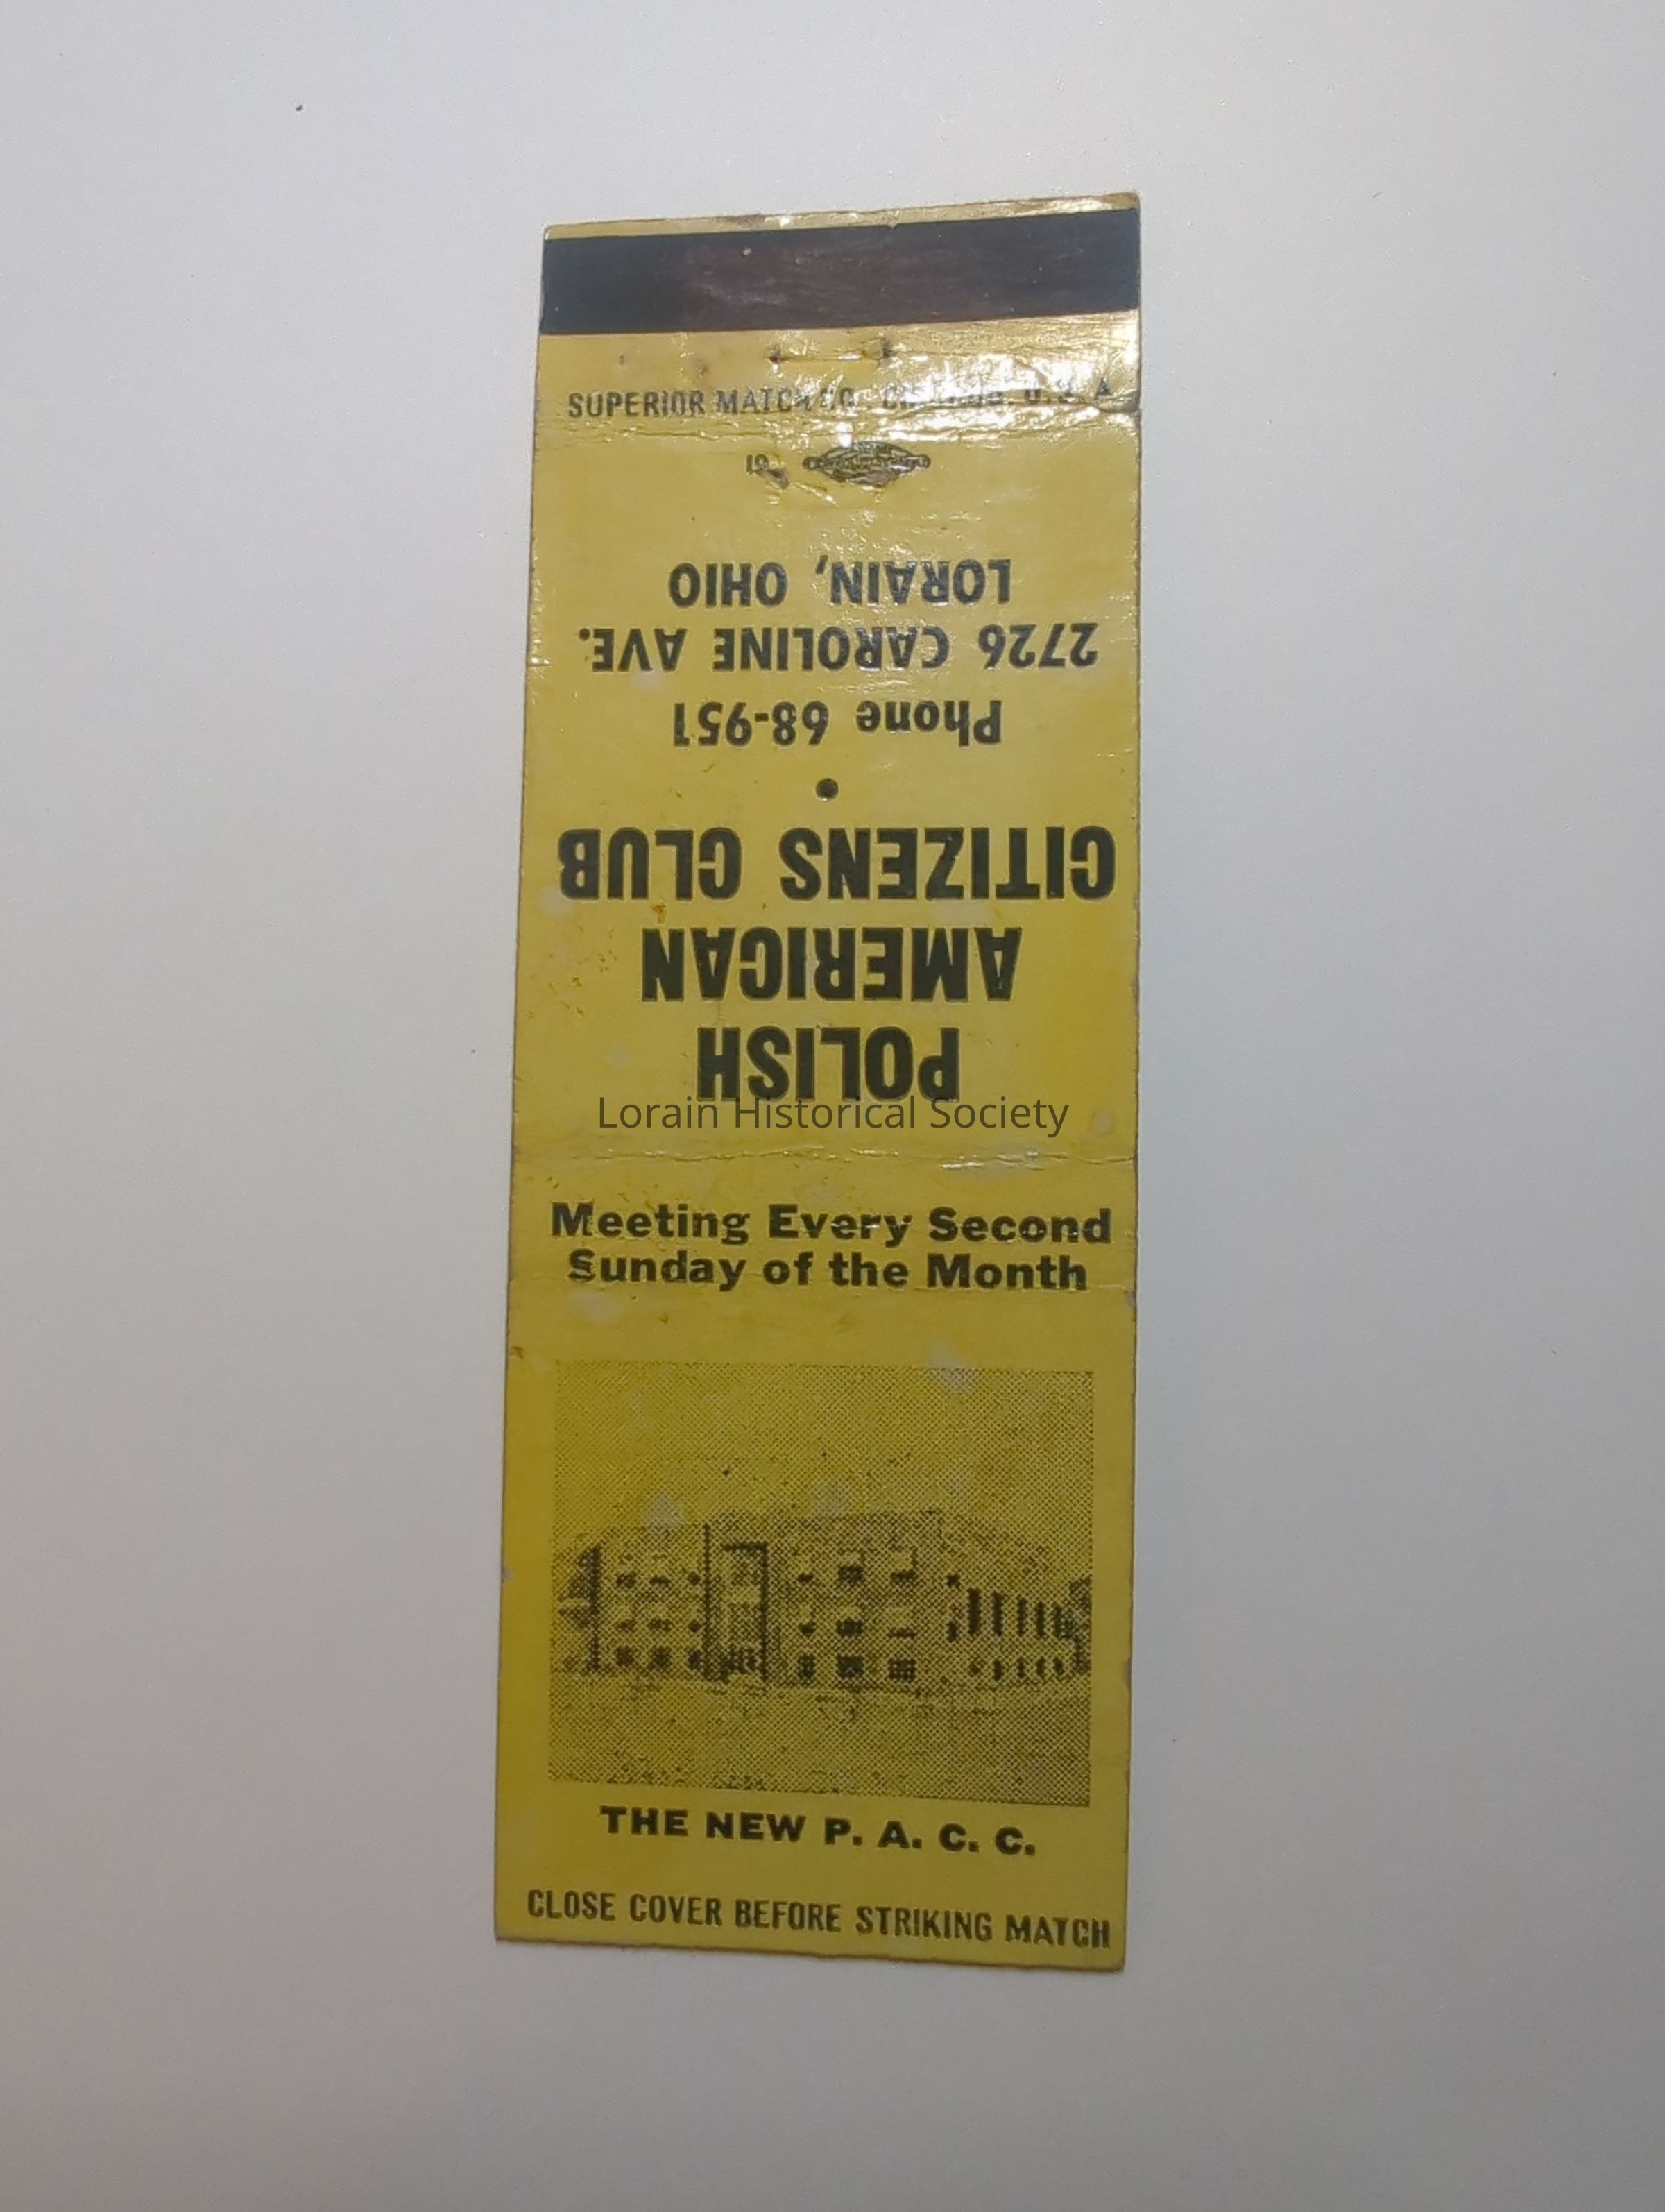 SUPERIOR MATCH CO. U.S.A
19
POLISH
AMERICAN
CITIZENS CLUB
•
Phone 68-951
2726 CAROLINE AVE.
LORAIN, OHIO
Lorain Historical Society
Meeting Every Second
Sunday of the Month
THE NEW P. A. C. C.
CLOSE COVER BEFORE STRIKING MATCH